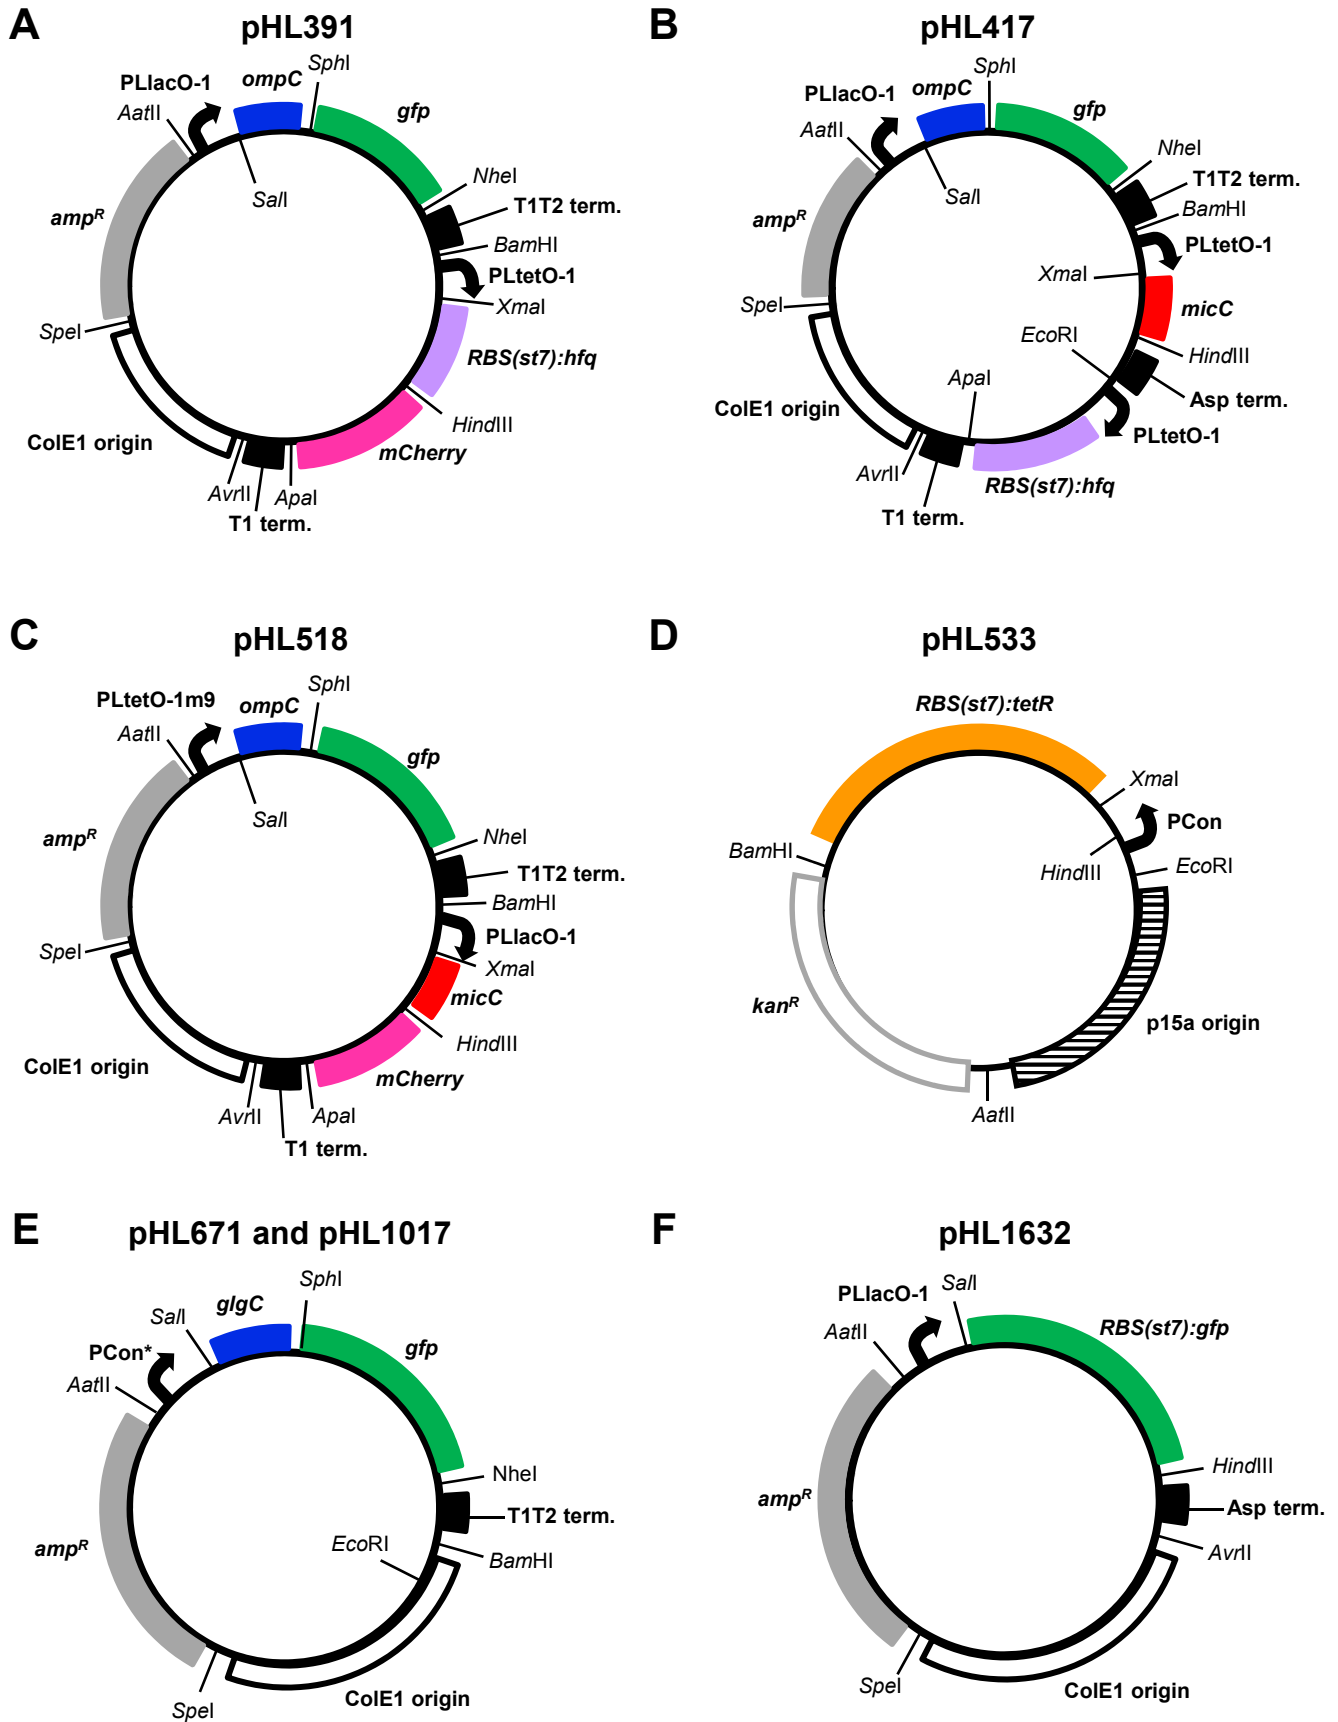 A
pHL391
PLlacO-1
ompC
SphI
AatII
gfp
SalI
NheI
T1T2 term.
ampR
BamHI
PLtetO-1
XmaI
SpeI
RBS(st7):hfq
HindIII
ColE1 origin
mCherry
AvrII
ApaI
T1 term.
B
pHL417
PLlacO-1
ompC
SphI
AatII
gfp
NheI
T1T2 term.
SalI
BamHI
ampR
PLtetO-1
XmaI
SpeI
micC
EcoRI
HindIII
ApaI
Asp term.
ColE1 origin
PLtetO-1
AvrII
RBS(st7):hfq
T1 term.
C
pHL518
PLtetO-1m9
ompC
SphI
AatII
gfp
SalI
NheI
ampR
T1T2 term.
BamHI
PLlacO-1
SpeI
XmaI
micC
HindIII
ColE1 origin
mCherry
AvrII
ApaI
T1 term.
D
pHL533
RBS(st7):tetR
XmaI
PCon
BamHI
HindIII
EcoRI
kanR
p15a origin
AatII
E
pHL671 and pHL1017
SphI
glgC
SalI
gfp
PCon*
AatII
NheI
T1T2 term.
ampR
EcoRI
BamHI
ColE1 origin
SpeI
F
pHL1632
PLlacO-1
SalI
AatII
RBS(st7):gfp
HindIII
ampR
Asp term.
AvrII
SpeI
ColE1 origin